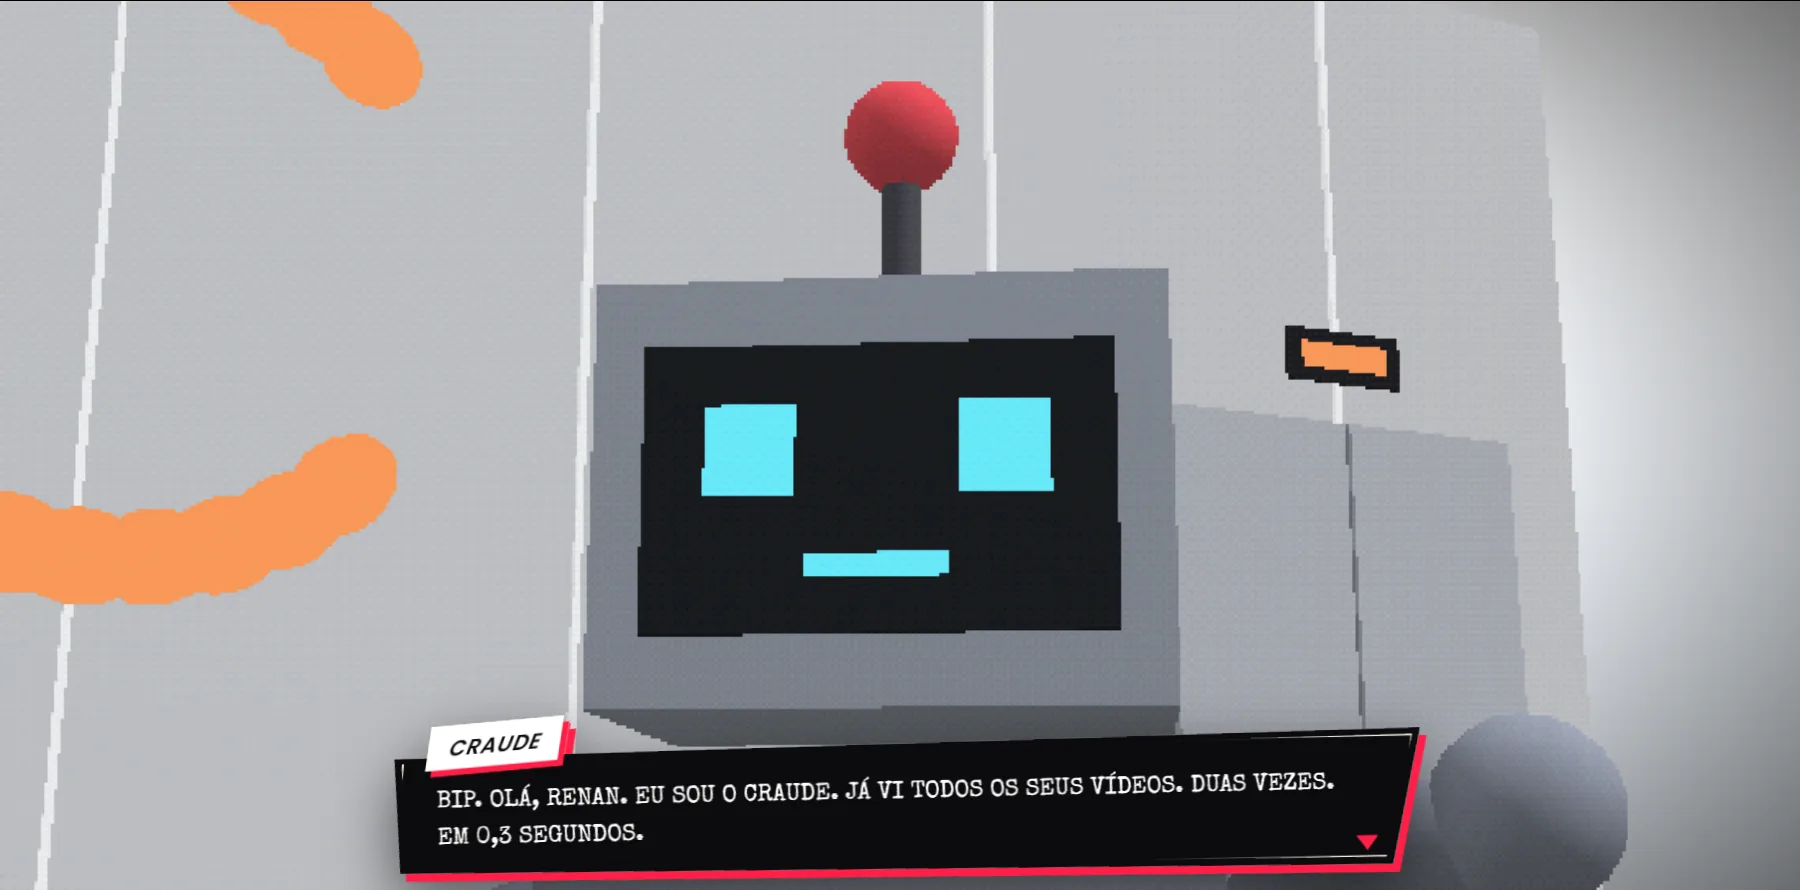 CRAUDE
BIP. OLÁ, RENAN. EU SOU O CRAUDE. JÁ VI TODOS OS SEUS VÍDEOS. DUAS VEZES.
EM 0,3 SEGUNDOS.